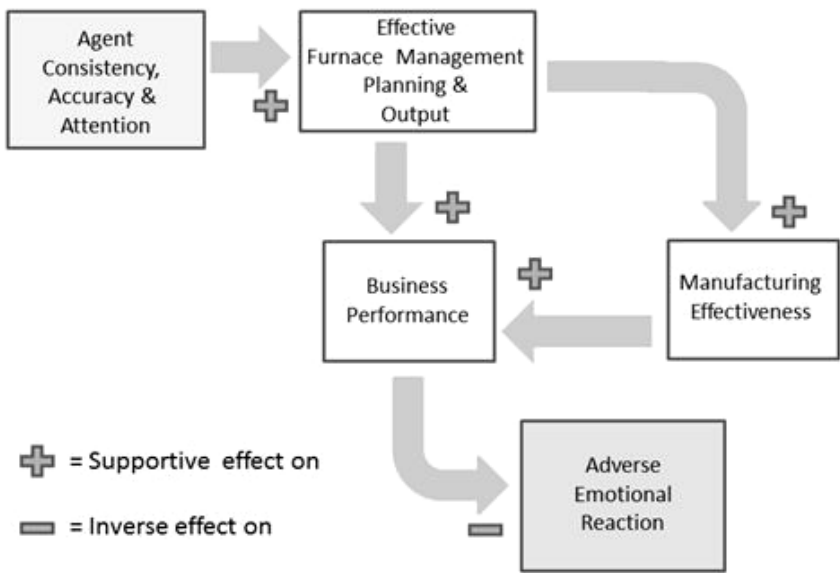 Agent
Consistency,
Accuracy &
Attention
Effective
Furnace Management
Planning &
Output
Business
Performance
Manufacturing
Effectiveness
= Supportive effect on
= Inverse effect on
Adverse
Emotional
Reaction